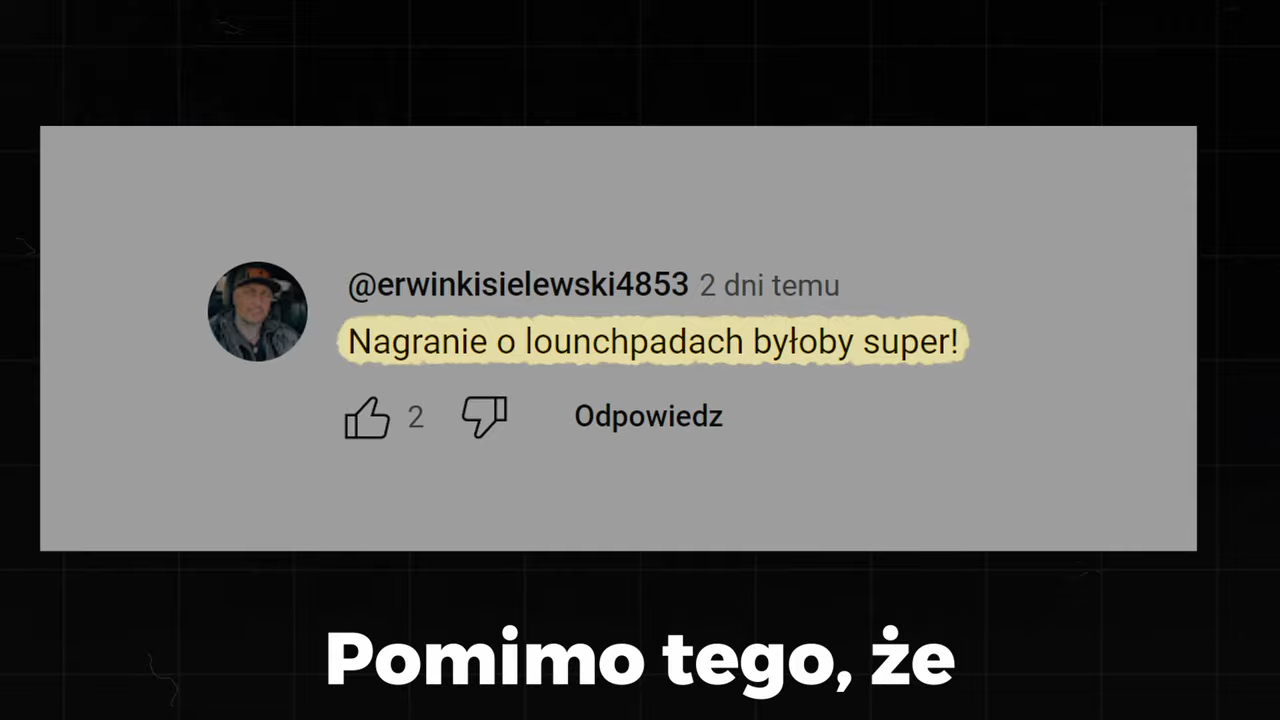 @erwinkisielewski4853 2 dni temu
Nagranie o lounchpadach byłoby super!
2 Odpowiedz
Pomimo tego, że